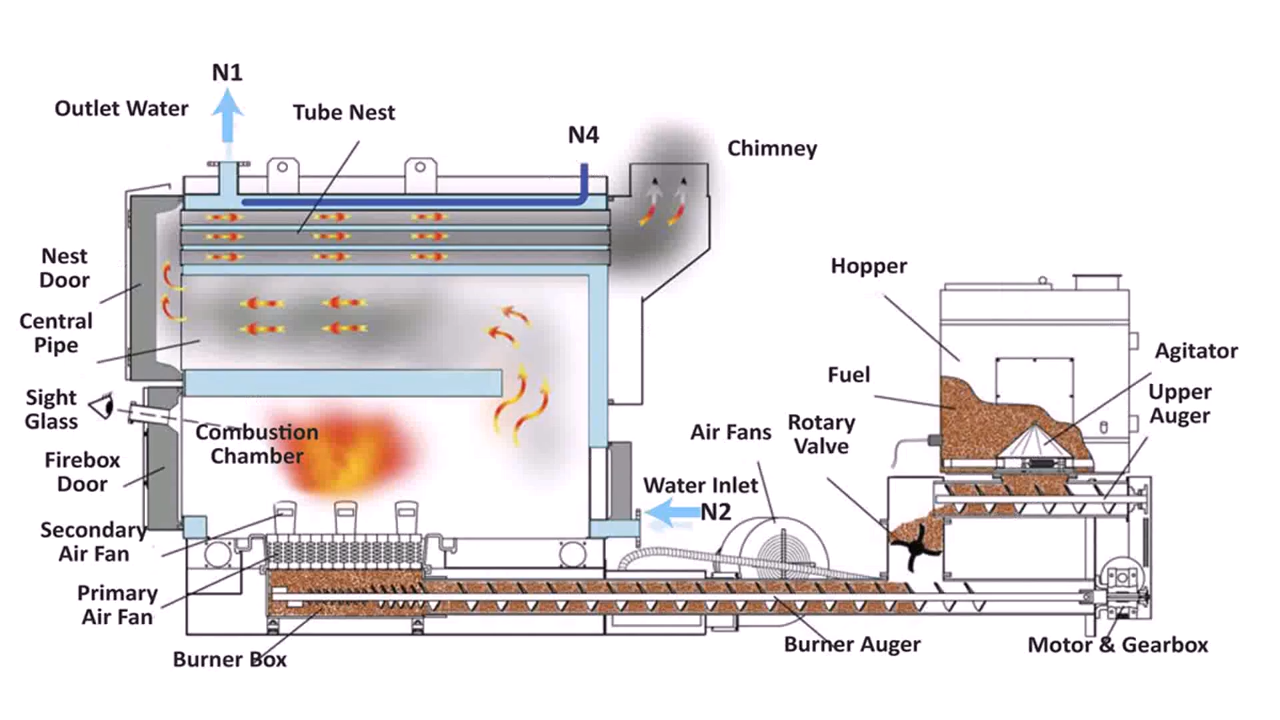 N1
Outlet Water
Tube Nest
N4
Chimney
Nest
Door
Central
Pipe
Sight
Glass
Combustion
Chamber
Firebox
Door
Secondary
Air Fan
Primary
Air Fan
Burner Box
Water Inlet
N2
Air Fans
Rotary
Valve
Fuel
Hopper
Agitator
Upper
Auger
Burner Auger
Motor & Gearbox